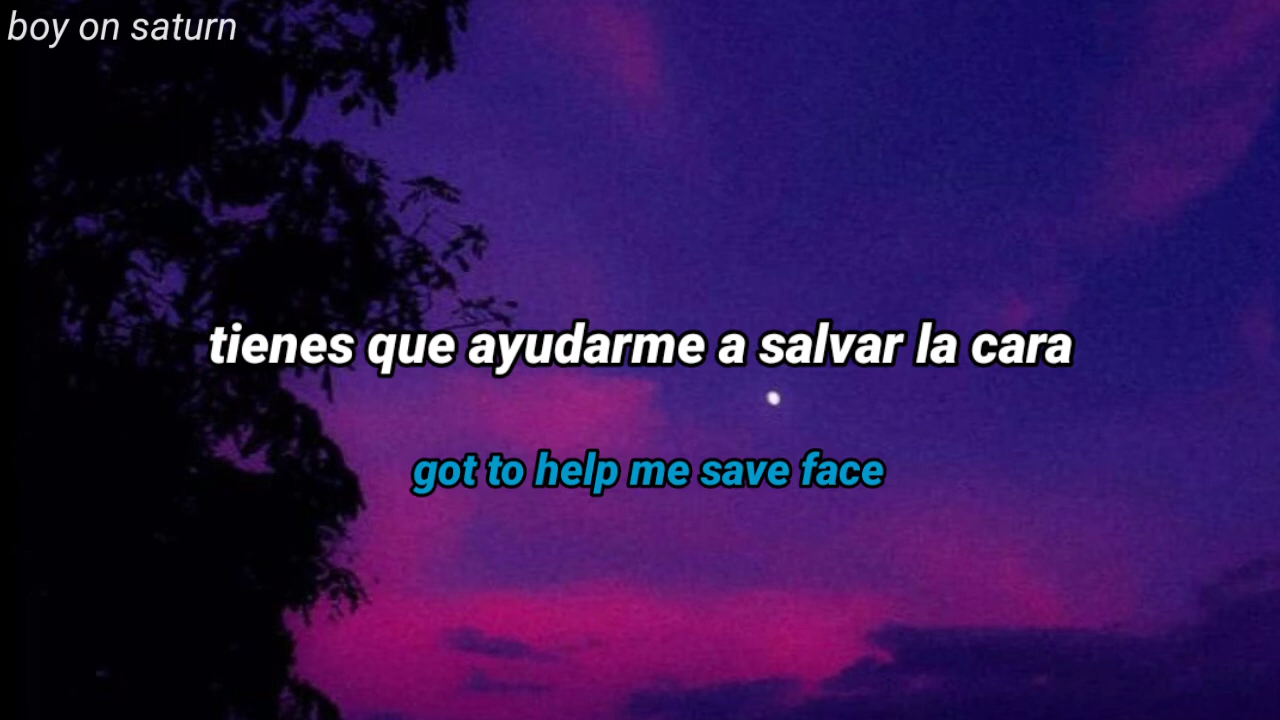 boy on saturn
tienes que ayudarme a salvar la cara
got to help me save face